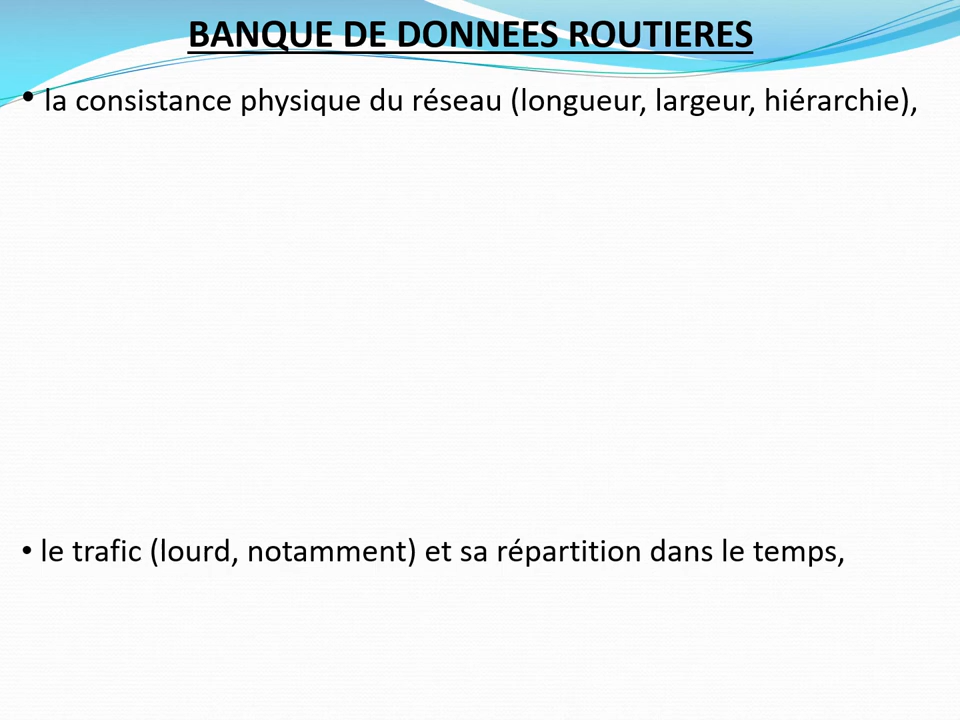 BANQUE DE DONNEES ROUTIERES
• la consistance physique du réseau (longueur, largeur, hiérarchie),
• le trafic (lourd, notamment) et sa répartition dans le temps,